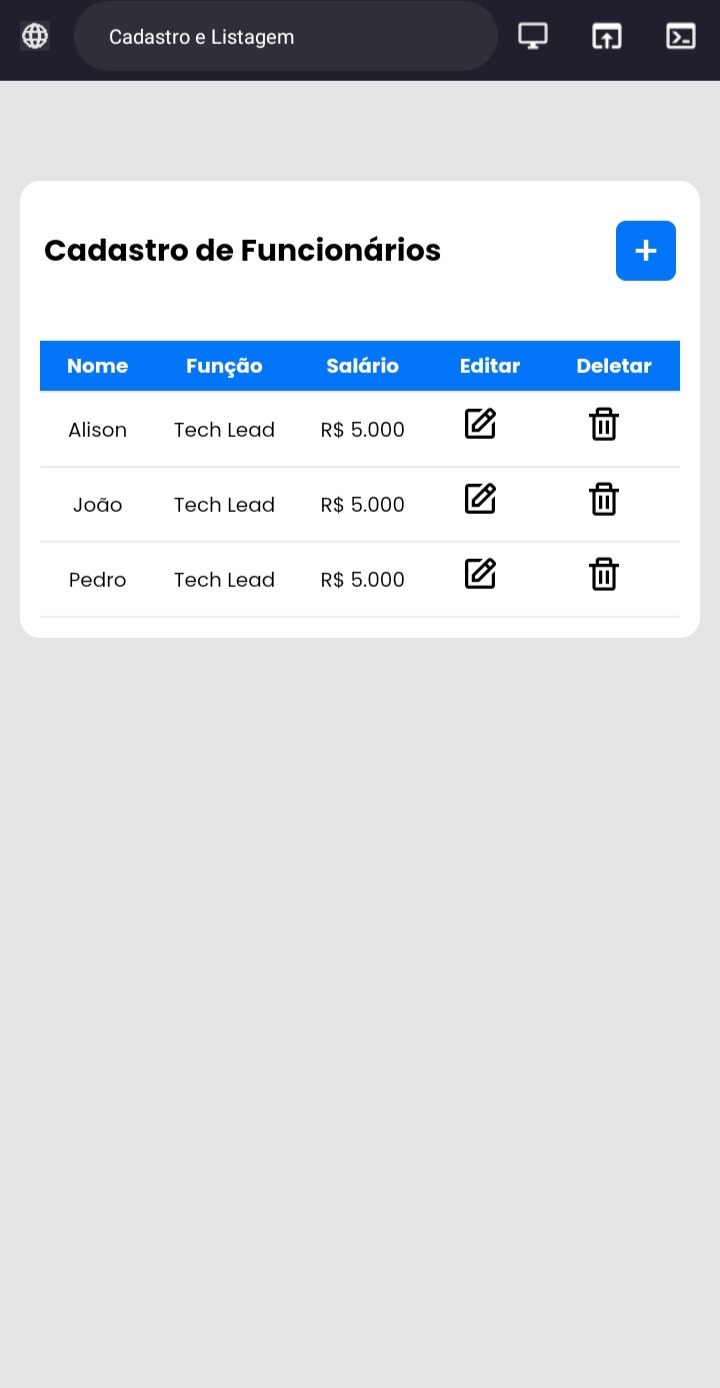 Cadastro e Listagem
Cadastro de Funcionários
Nome Função Salário Editar Deletar
Alison Tech Lead R$ 5.000
João Tech Lead R$ 5.000
Pedro Tech Lead R$ 5.000